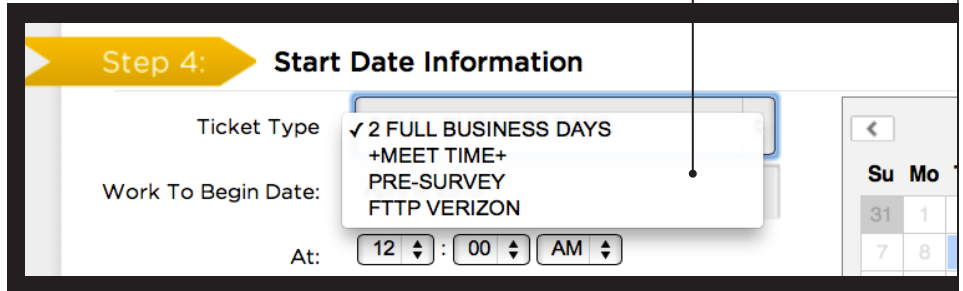 Step 4: Start Date Information
Ticket Type
✓ 2 FULL BUSINESS DAYS
+MEET TIME+
PRE-SURVEY
FTTP VERIZON
Work To Begin Date:
At: 12 : 00 AM
<
Su Mo
31 1
7 8